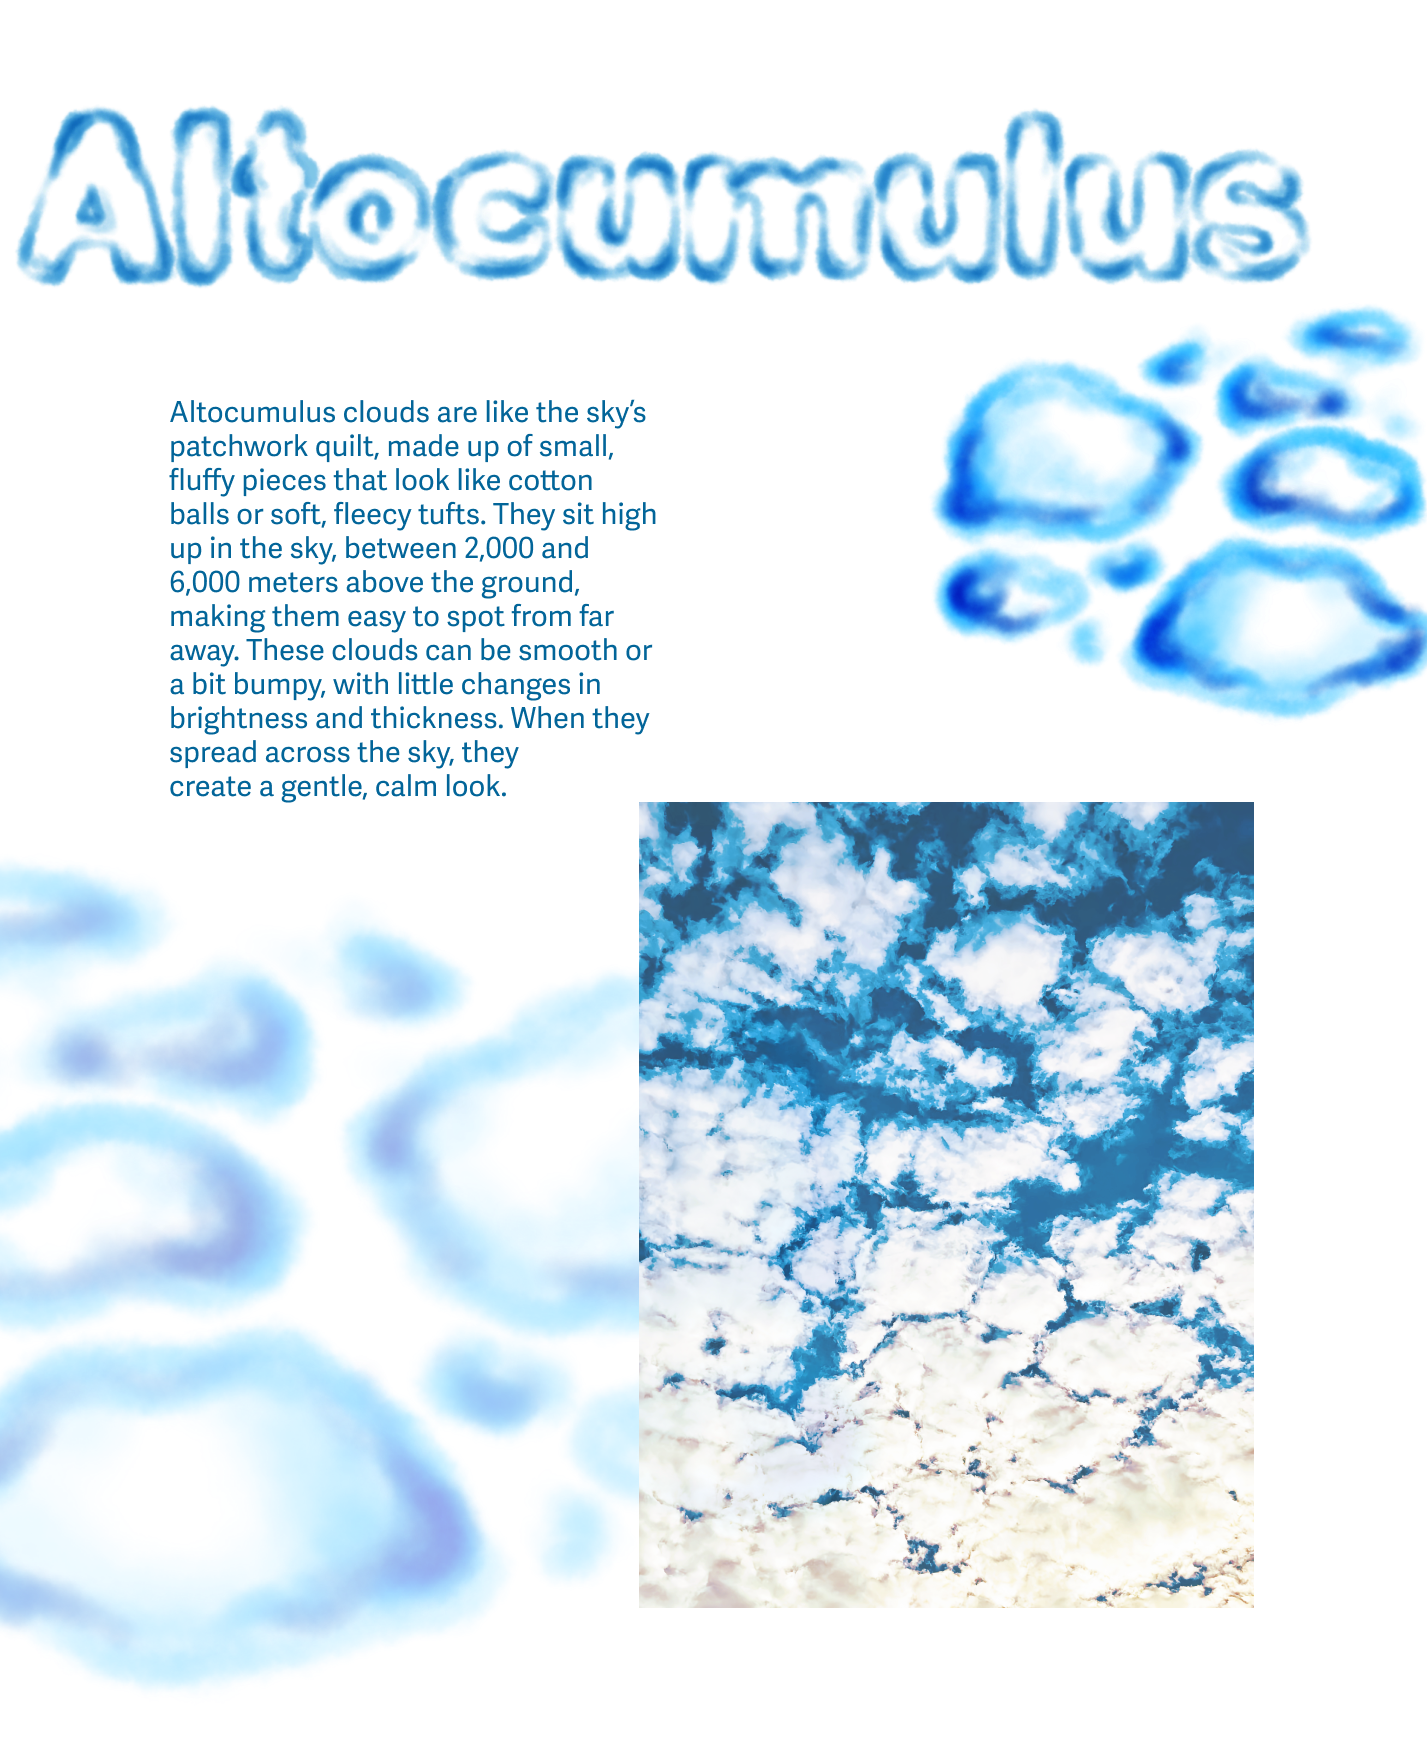 Altocumulus
Altocumulus clouds are like the sky’s
patchwork quilt, made up of small,
fluffy pieces that look like cotton
balls or soft, fleecy tufts. They sit high
up in the sky, between 2,000 and
6,000 meters above the ground,
making them easy to spot from far
away. These clouds can be smooth or
a bit bumpy, with little changes in
brightness and thickness. When they
spread across the sky, they
create a gentle, calm look.